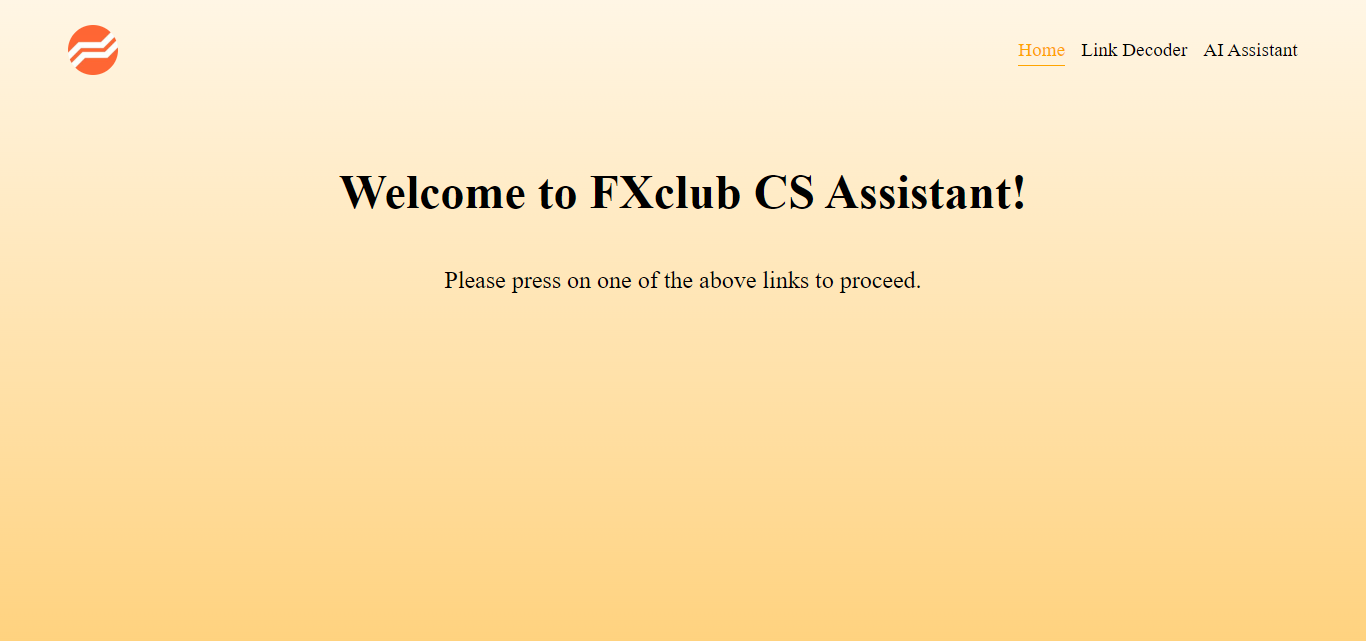 Home Link Decoder AI Assistant
Welcome to FXclub CS Assistant!
Please press on one of the above links to proceed.